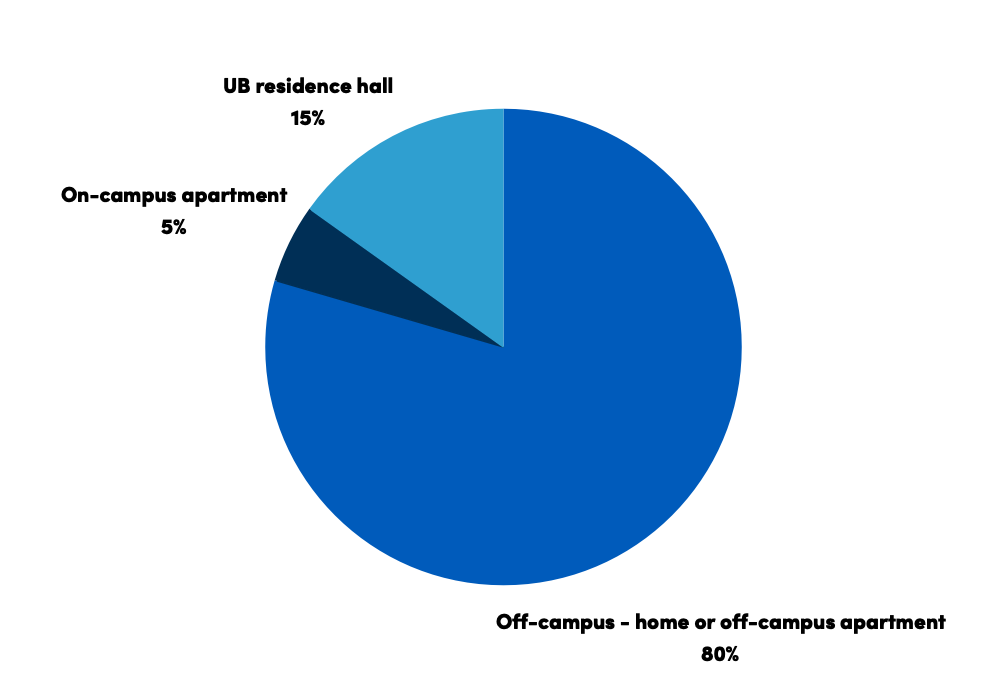 UB residence hall
15%
On-campus apartment
5%
Off-campus - home or off-campus apartment
80%